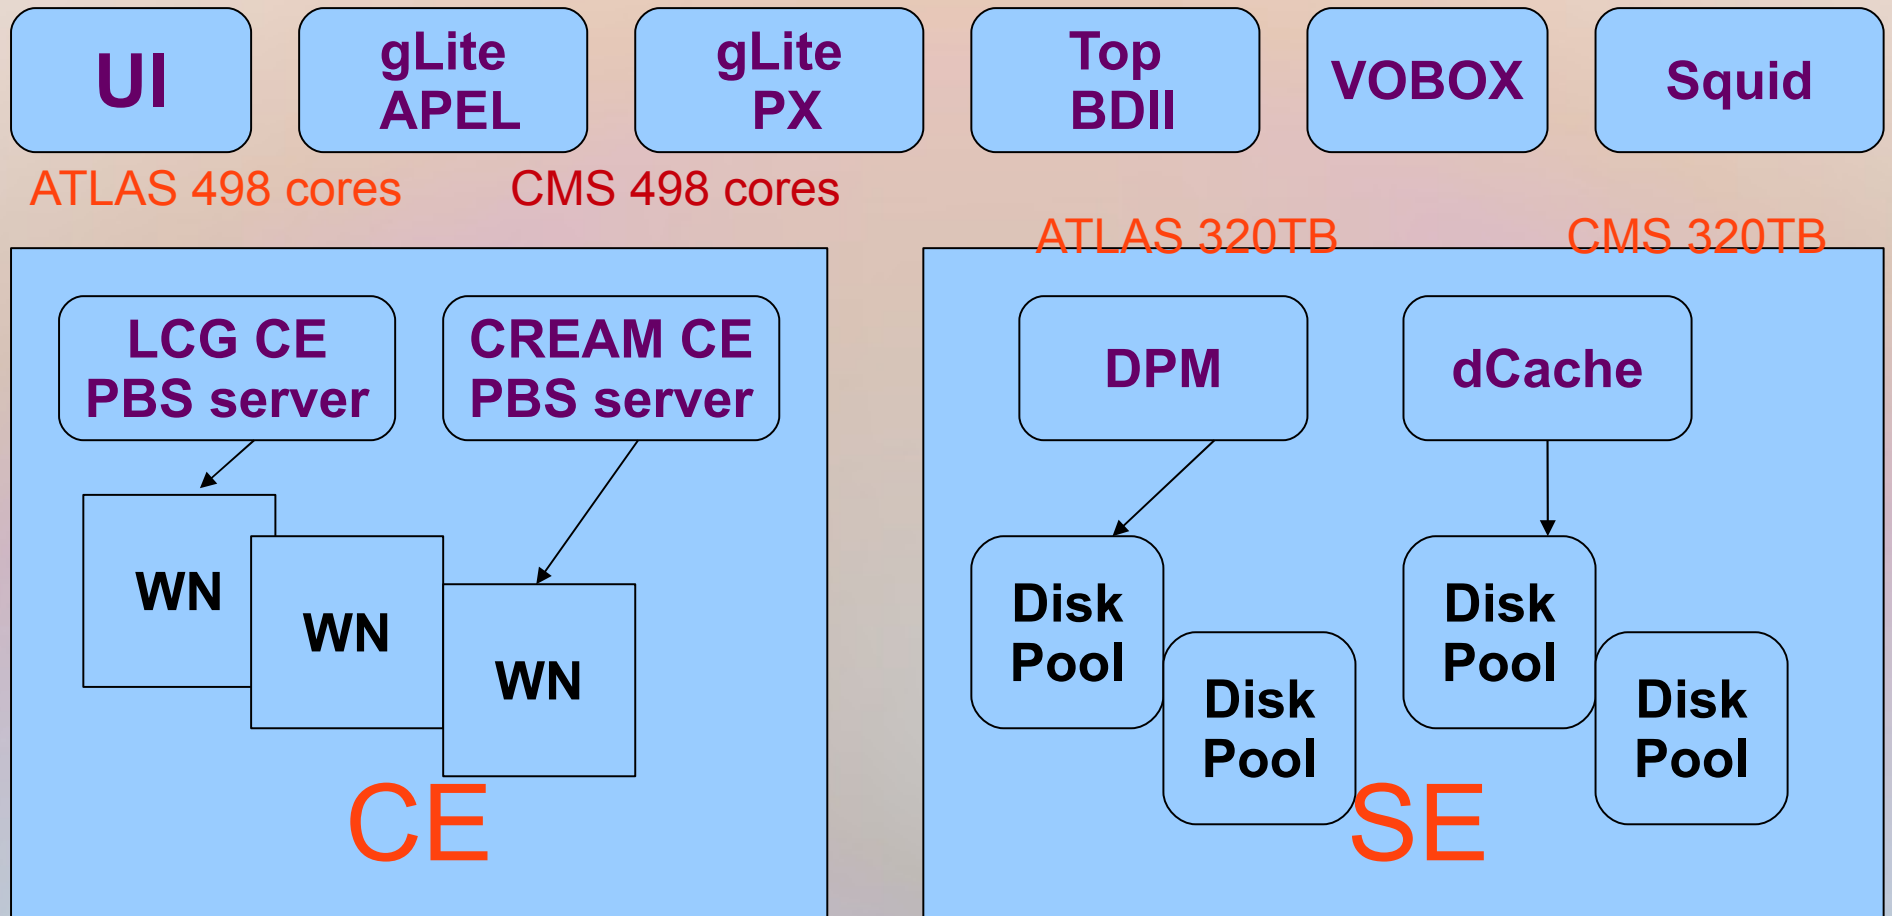 UI
gLite
APEL
gLite
PX
Top
BDII
VOBOX
Squid
ATLAS 498 cores
CMS 498 cores
ATLAS 320TB
CMS 320TB
LCG CE
PBS server
CREAM CE
PBS server
DPM
dCache
WN
WN
WN
Disk
Pool
Disk
Pool
Disk
Pool
Disk
Pool
CE
SE